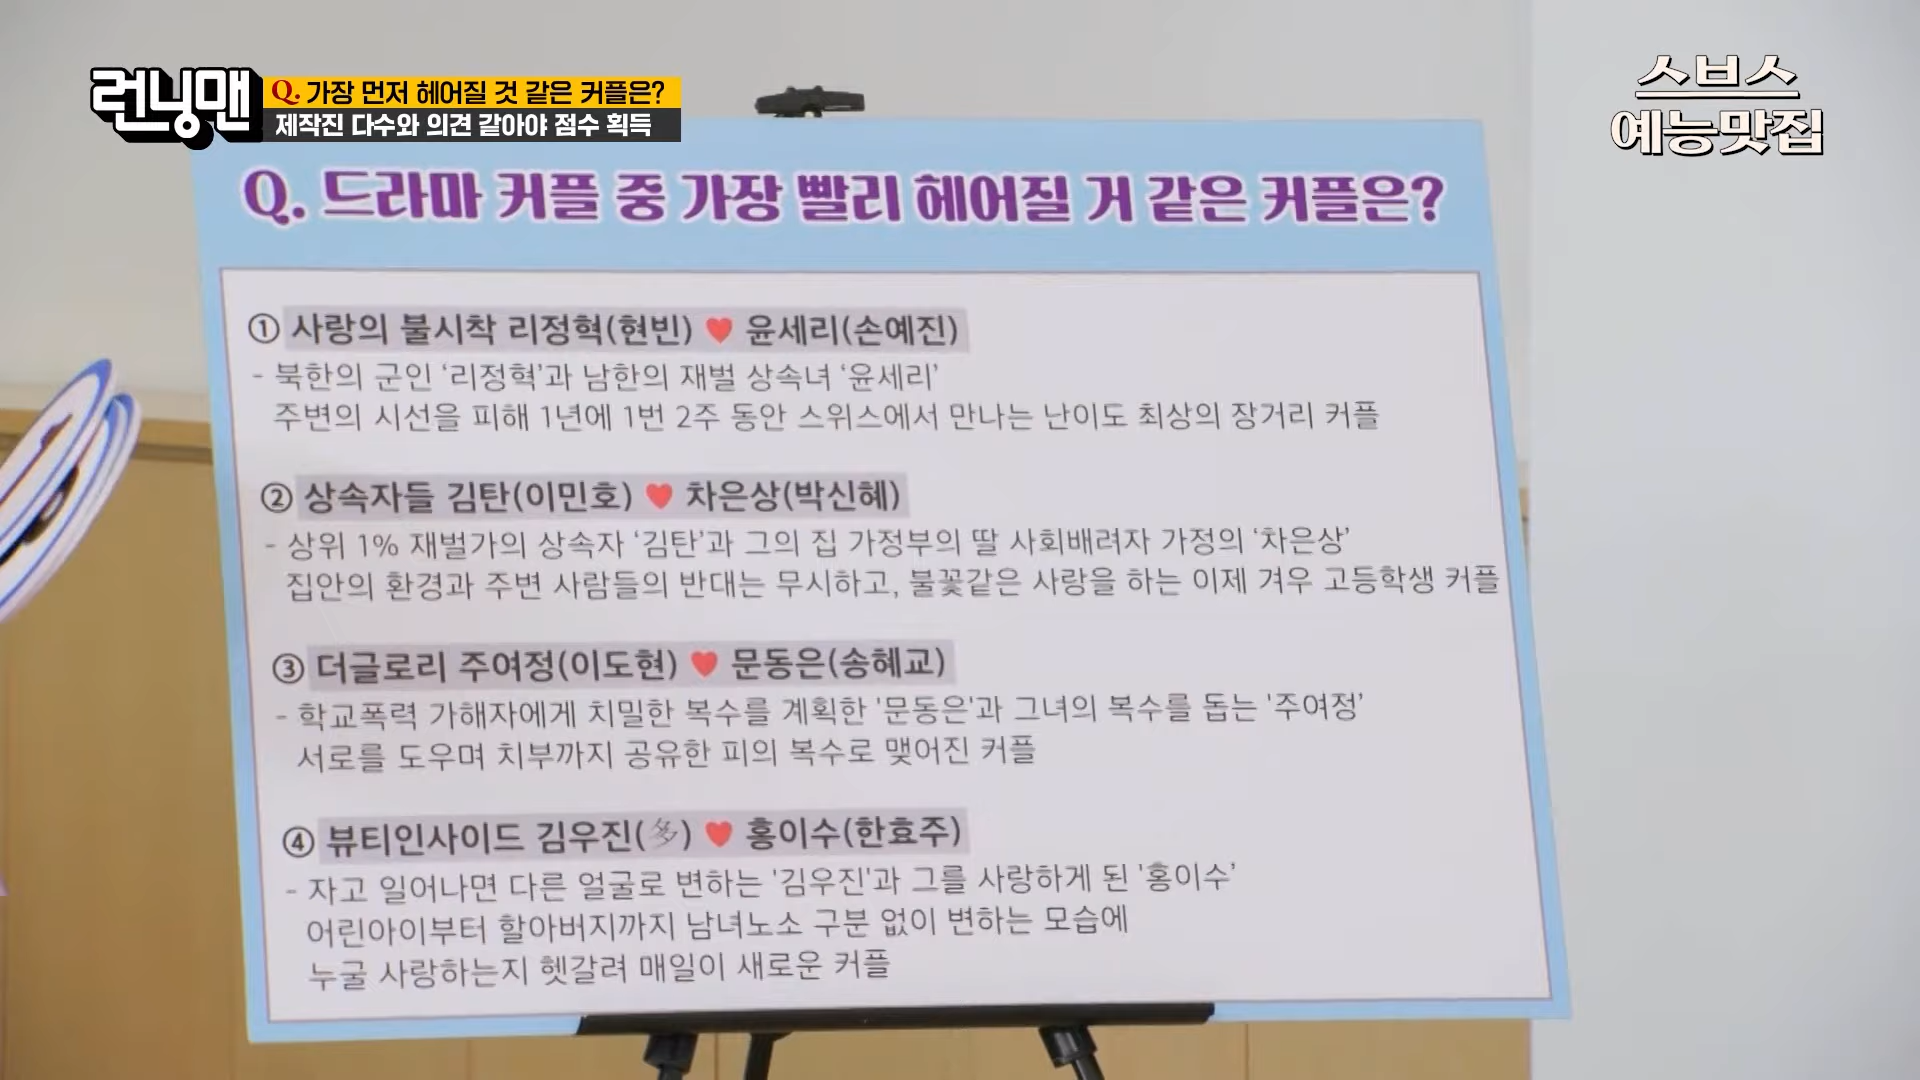 런닝맨
Q. 가장 먼저 헤어질 것 같은 커플은?
제작진 다수와 의견 같아야 점수 획득
스브스
예능맛집
Q. 드라마 커플 중 가장 빨리 헤어질 거 같은 커플은?
① 사랑의 불시착 리정혁(현빈) ♥ 윤세리(손예진)
- 북한의 군인 ‘리정혁’과 남한의 재벌 상속녀 ‘윤세리’
주변의 시선을 피해 1년에 1번 2주 동안 스위스에서 만나는 난이도 최상의 장거리 커플
② 상속자들 김탄(이민호) ♥ 차은상(박신혜)
- 상위 1% 재벌가의 상속자 ‘김탄’과 그의 집 가정부의 딸 사회배려자 가정의 ‘차은상’
집안의 환경과 주변 사람들의 반대는 무시하고, 불꽃같은 사랑을 하는 이제 겨우 고등학생 커플
③ 더글로리 주여정(이도현) ♥ 문동은(송혜교)
- 학교폭력 가해자에게 치밀한 복수를 계획한 '문동은'과 그녀의 복수를 돕는 '주여정’
서로를 도우며 치부까지 공유한 피의 복수로 맺어진 커플
④ 뷰티인사이드 김우진(多) ♥ 홍이수(한효주)
- 자고 일어나면 다른 얼굴로 변하는 '김우진'과 그를 사랑하게 된 '홍이수’
어린아이부터 할아버지까지 남녀노소 구분 없이 변하는 모습에
누굴 사랑하는지 헷갈려 매일이 새로운 커플